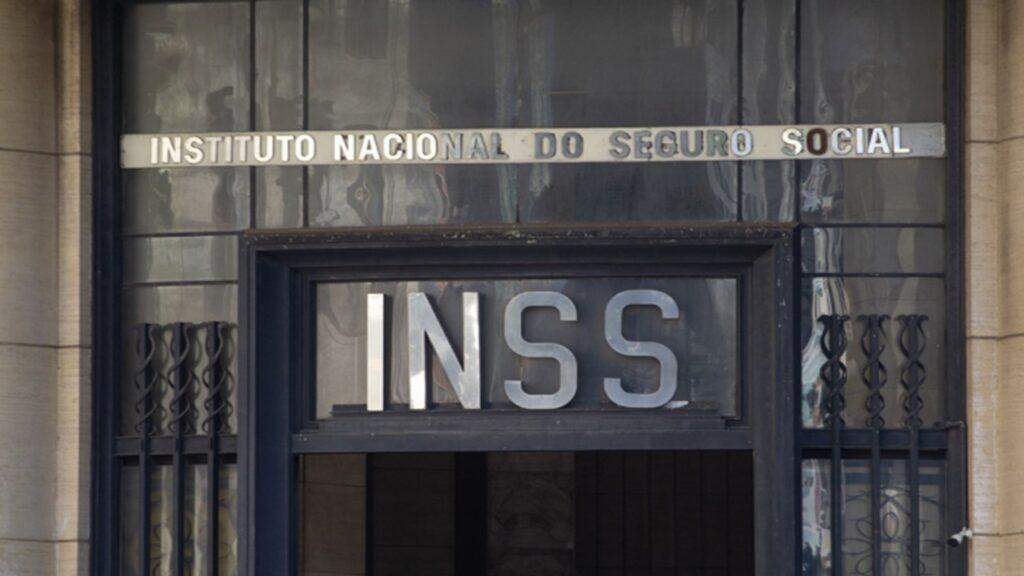 INSTITUTO NACIONAL DO SEGURO SOCIAL
INSS